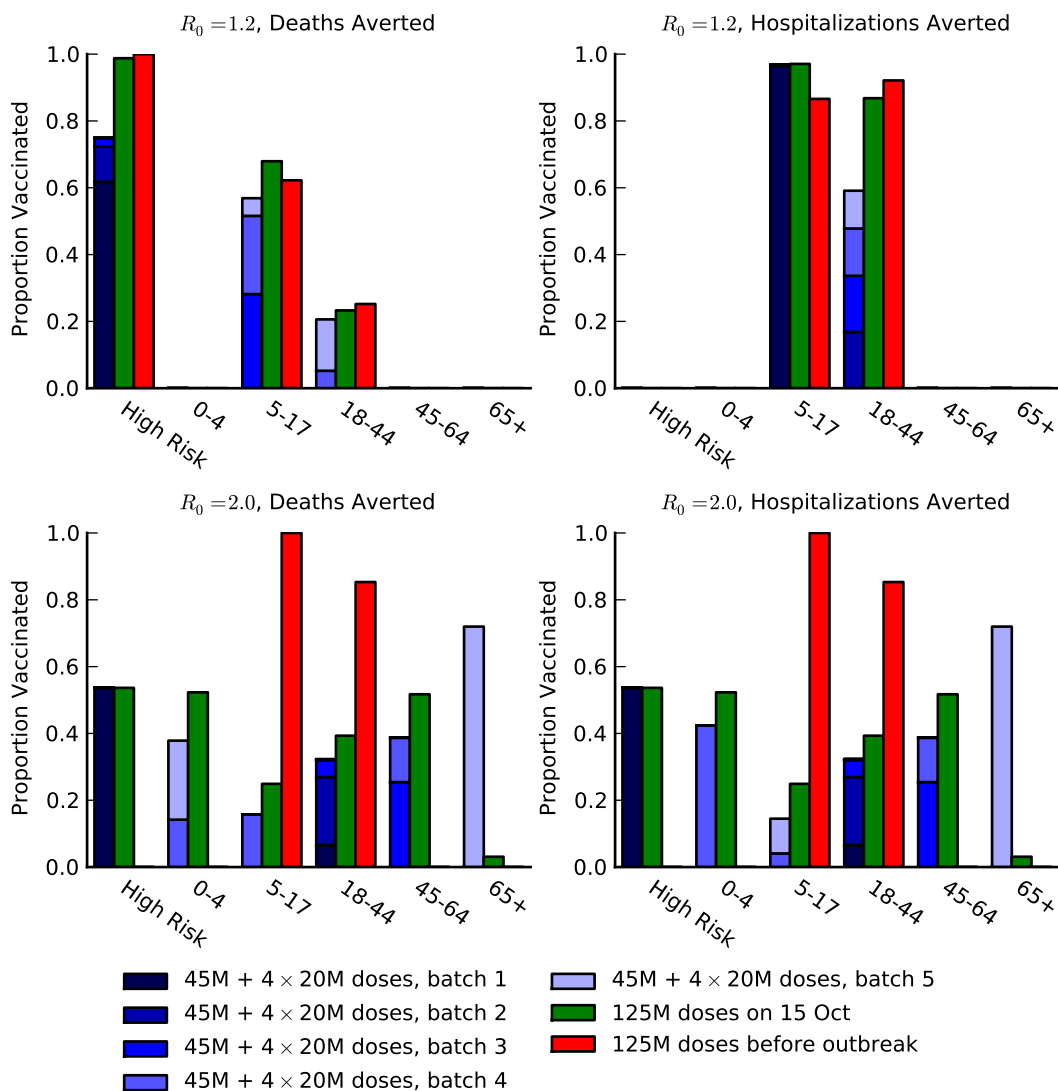 R₀ =1.2, Deaths Averted
Proportion Vaccinated
1.0
0.8
0.6
0.4
0.2
0.0
High Risk
0-4
5-17
18-44
45-64
65+
R₀ =1.2, Hospitalizations Averted
Proportion Vaccinated
1.0
0.8
0.6
0.4
0.2
0.0
High Risk
0-4
5-17
18-44
45-64
65+
R₀ =2.0, Deaths Averted
Proportion Vaccinated
1.0
0.8
0.6
0.4
0.2
0.0
High Risk
0-4
5-17
18-44
45-64
65+
R₀ =2.0, Hospitalizations Averted
Proportion Vaccinated
1.0
0.8
0.6
0.4
0.2
0.0
High Risk
0-4
5-17
18-44
45-64
65+
45M + 4 × 20M doses, batch 1
45M + 4 × 20M doses, batch 2
45M + 4 × 20M doses, batch 3
45M + 4 × 20M doses, batch 4
45M + 4 × 20M doses, batch 5
125M doses on 15 Oct
125M doses before outbreak